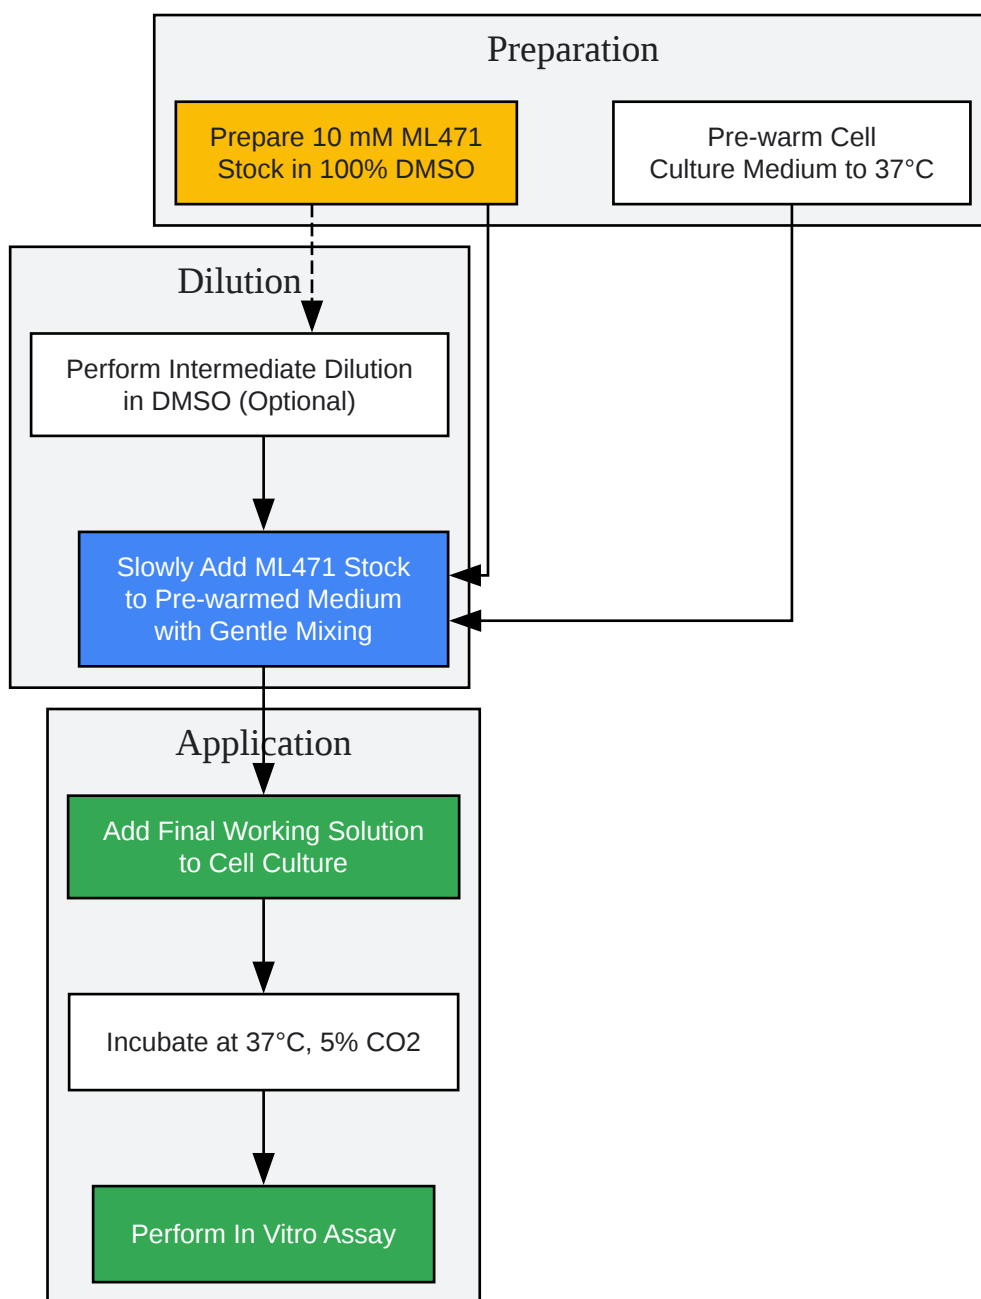 Preparation
Prepare 10 mM ML471
Stock in 100% DMSO
Pre-warm Cell
Culture Medium to 37°C
Dilution
Perform Intermediate Dilution
in DMSO (Optional)
Slowly Add ML471 Stock
to Pre-warmed Medium
with Gentle Mixing
Application
Add Final Working Solution
to Cell Culture
Incubate at 37°C, 5% CO2
Perform In Vitro Assay